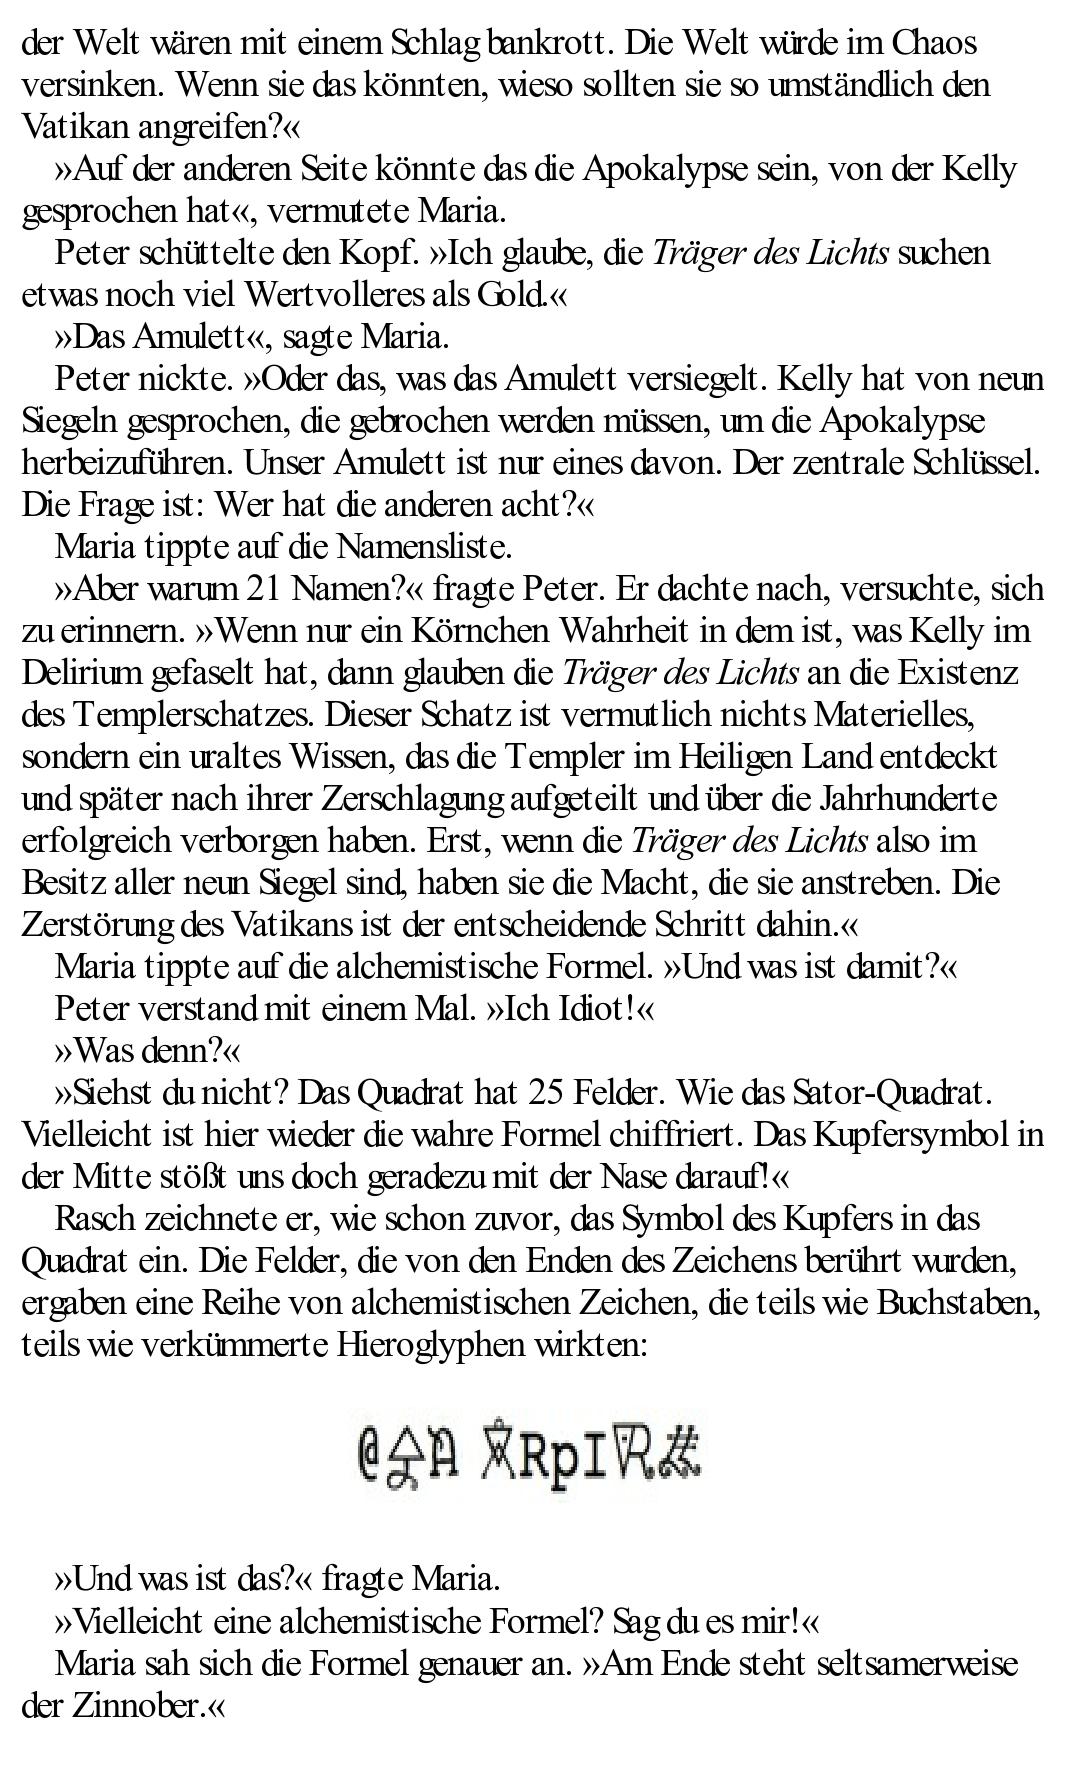 der Welt wären mit einem Schlag bankrott. Die Welt würde im Chaos
versinken. Wenn sie das könnten, wieso sollten sie so umständlich den
Vatikan angreifen?«
»Auf der anderen Seite könnte das die Apokalypse sein, von der Kelly
gesprochen hat«, vermutete Maria.
Peter schüttelte den Kopf. »Ich glaube, die Träger des Lichts suchen
etwas noch viel Wertvolleres als Gold.«
»Das Amulett«, sagte Maria.
Peter nickte. »Oder das, was das Amulett versiegelt. Kelly hat von neun
Siegeln gesprochen, die gebrochen werden müssen, um die Apokalypse
herbeizuführen. Unser Amulett ist nur eines davon. Der zentrale Schlüssel.
Die Frage ist: Wer hat die anderen acht?«
Maria tippte auf die Namensliste.
»Aber warum 21 Namen?« fragte Peter. Er dachte nach, versuchte, sich
zu erinnern. »Wenn nur ein Körnchen Wahrheit in dem ist, was Kelly im
Delirium gefaselt hat, dann glauben die Träger des Lichts an die Existenz
des Templerschatzes. Dieser Schatz ist vermutlich nichts Materielles,
sondern ein uraltes Wissen, das die Templer im Heiligen Land entdeckt
und später nach ihrer Zerschlagung aufgeteilt und über die Jahrhunderte
erfolgreich verborgen haben. Erst, wenn die Träger des Lichts also im
Besitz aller neun Siegel sind, haben sie die Macht, die sie anstreben. Die
Zerstörung des Vatikans ist der entscheidende Schritt dahin.«
Maria tippte auf die alchemistische Formel. »Und was ist damit?«
Peter verstand mit einem Mal. »Ich Idiot!«
»Was denn?«
»Siehst du nicht? Das Quadrat hat 25 Felder. Wie das Sator-Quadrat.
Vielleicht ist hier wieder die wahre Formel chiffriert. Das Kupfersymbol in
der Mitte stößt uns doch geradezu mit der Nase darauf!«
Rasch zeichnete er, wie schon zuvor, das Symbol des Kupfers in das
Quadrat ein. Die Felder, die von den Enden des Zeichens berührt wurden,
ergaben eine Reihe von alchemistischen Zeichen, die teils wie Buchstaben,
teils wie verkümmerte Hieroglyphen wirkten:
»Und was ist das?« fragte Maria.
»Vielleicht eine alchemistische Formel? Sag du es mir!«
Maria sah sich die Formel genauer an. »Am Ende steht seltsamerweise
der Zinnober.«